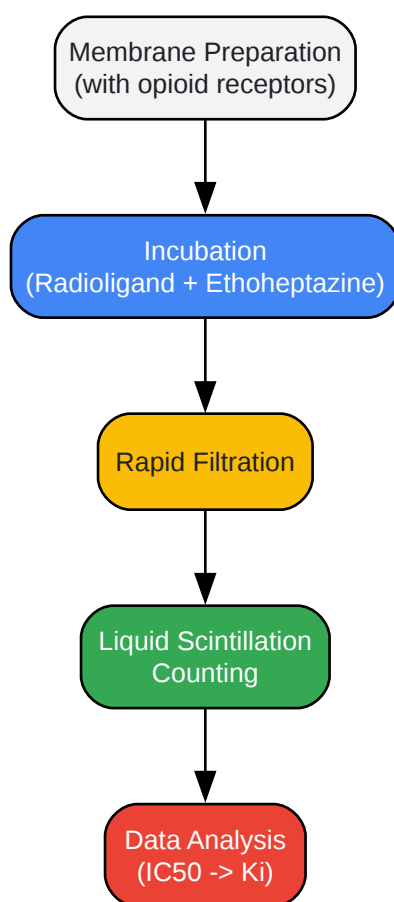 Membrane Preparation
(with opioid receptors)
Incubation
(Radioligand + Ethoheptazine)
Rapid Filtration
Liquid Scintillation
Counting
Data Analysis
(IC50 -> Ki)